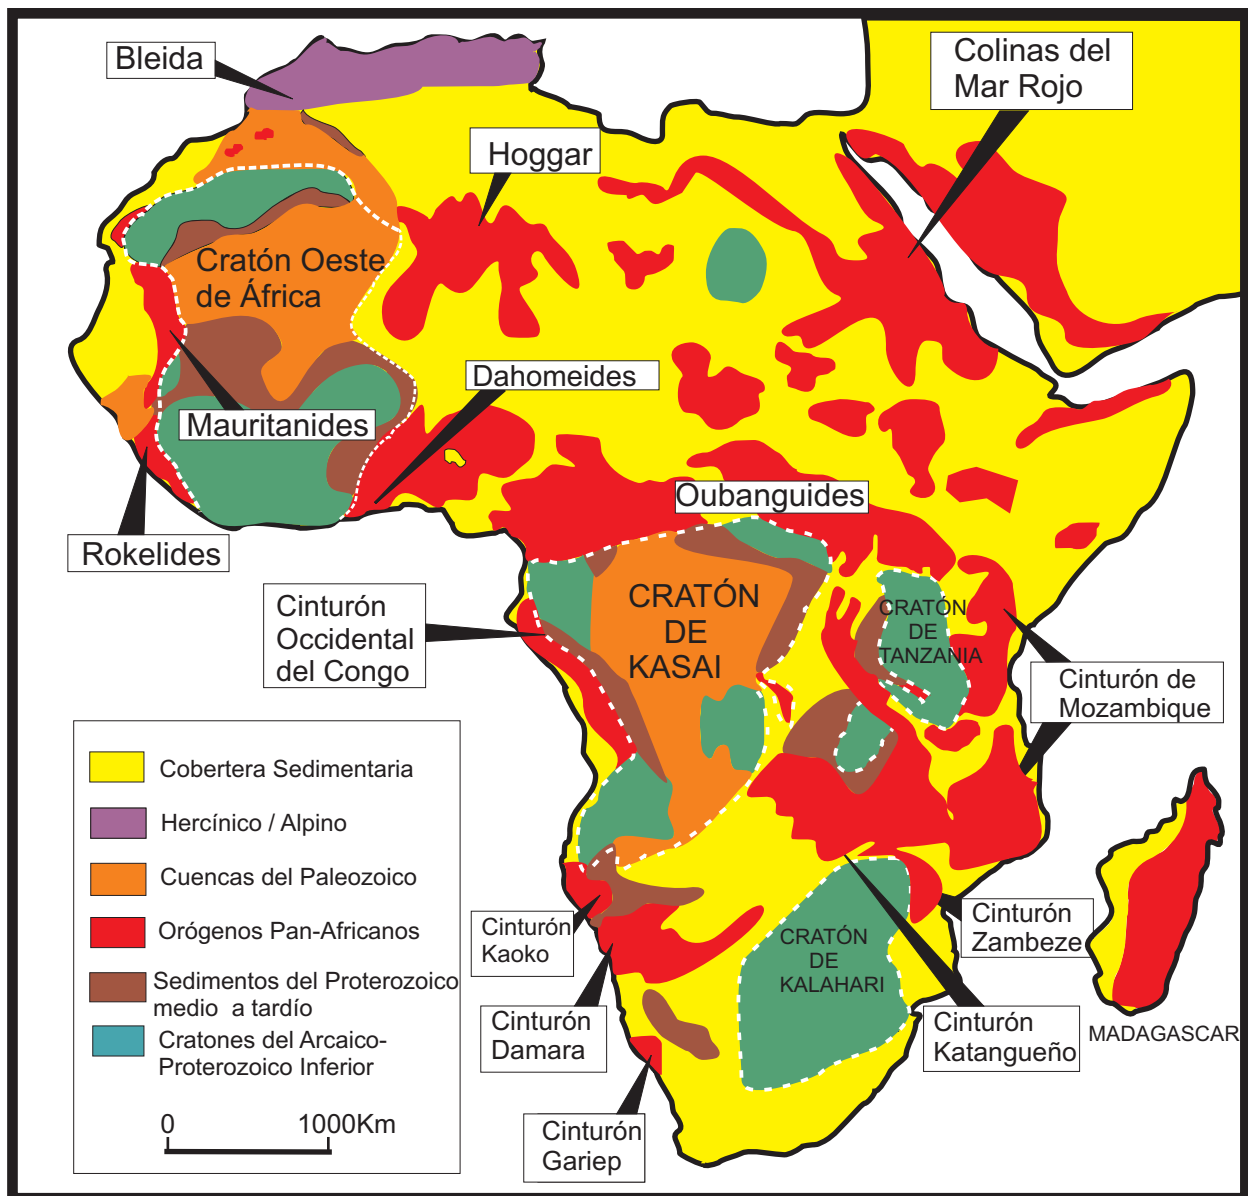 Bleida
Colinas del
Mar Rojo
Hoggar
Cratón Oeste
de África
Dahomeides
Mauritanides
Oubanguides
Rokelides
Cinturón
Occidental
del Congo
CRATÓN
DE
KASAI
CRATÓN
DE
TANZANIA
Cinturón de
Mozambique
Cobertera Sedimentaria
Hercínico / Alpino
Cuencas del Paleozoico
Orógenos Pan-Africanos
Sedimentos del Proterozoico
medio a tardío
Cratones del Arcaico-
Proterozoico Inferior
0 1000Km
Cinturón
Kaoko
CRATÓN
DE
KALAHARI
Cinturón
Zambeze
Cinturón
Damara
Cinturón
Katangueño
MADAGASCAR
Cinturón
Gariep